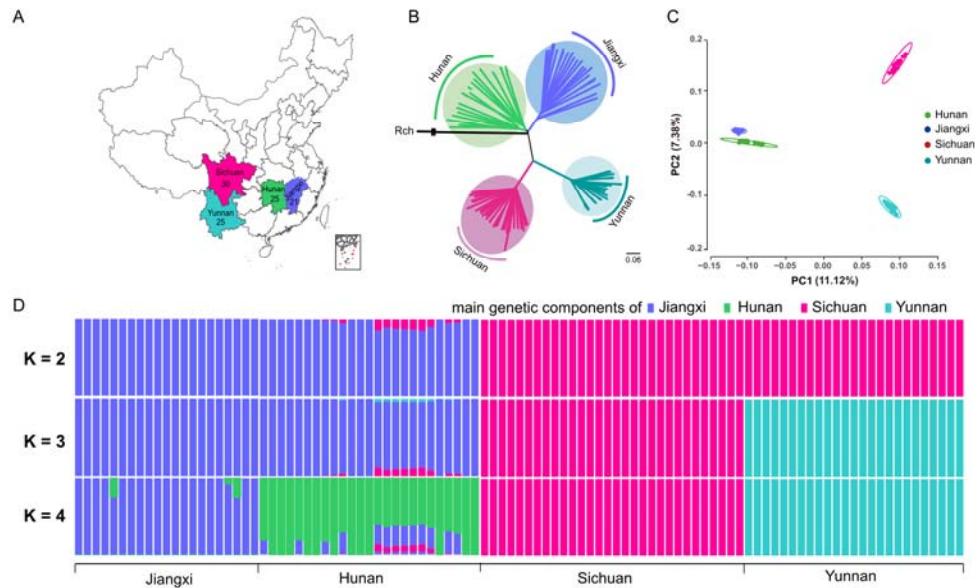 A
Sichuan
30
Hunan
25
21
Yunnan
25
B
Hunan
Jiangxi
Rch
Sichuan
Yunnan
0.06
C
0.2
0.1
0.0
-0.1
-0.2
PC2 (7.38%)
−0.15 −0.10 −0.05 0.00 0.05 0.10 0.15
PC1 (11.12%)
Hunan
Jiangxi
Sichuan
Yunnan
D
main genetic components of Jiangxi Hunan Sichuan Yunnan
K = 2
K = 3
K = 4
Jiangxi Hunan Sichuan Yunnan